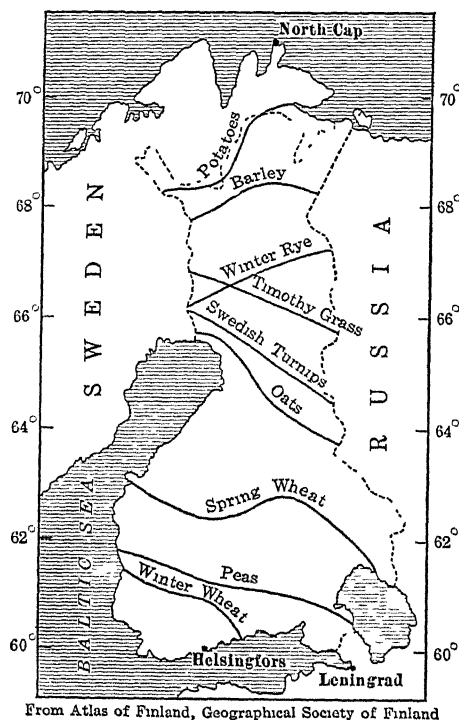 North Cap
70°
70°
Potatoes
Barley
68°
68°
SWEDEN
RUSSIA
Winter Rye
Timothy Grass
66°
66°
Swedish Turnips
Oats
64°
64°
Spring Wheat
BALTIC SEA
62°
62°
Peas
Winter Wheat
60°
60°
Helsingfors
Leningrad
From Atlas of Finland, Geographical Society of Finland